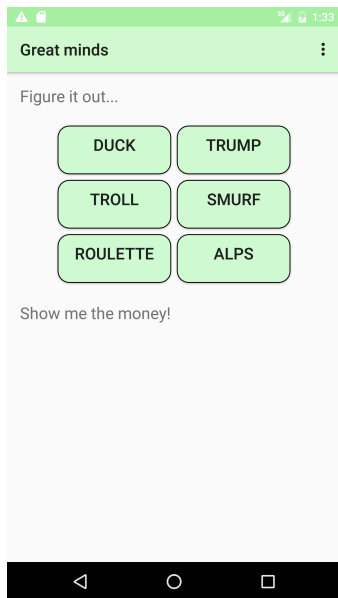 1:33
Great minds
Figure it out...
DUCK TRUMP
TROLL SMURF
ROULETTE ALPS
Show me the money!